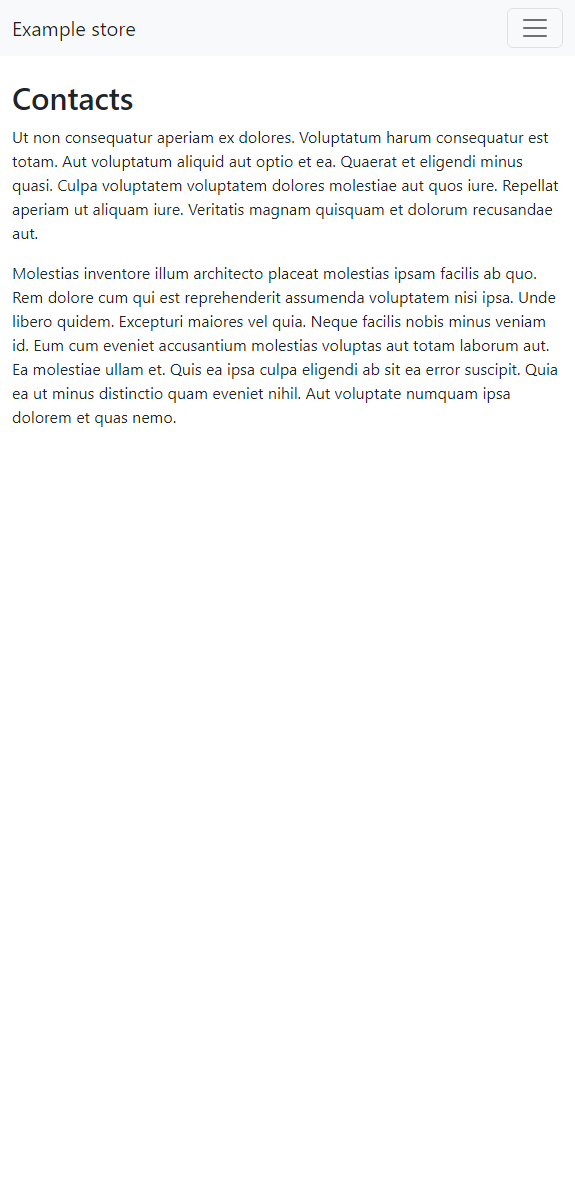 Example store
Contacts
Ut non consequatur aperiam ex dolores. Voluptatum harum consequatur est
totam. Aut voluptatum aliquid aut optio et ea. Quaerat et eligendi minus
quasi. Culpa voluptatem voluptatem dolores molestiae aut quos iure. Repellat
aperiam ut aliquam iure. Veritatis magnam quisquam et dolorum recusandae
aut.
Molestias inventore illum architecto placeat molestias ipsam facilis ab quo.
Rem dolore cum qui est reprehenderit assumenda voluptatem nisi ipsa. Unde
libero quidem. Excepturi maiores vel quia. Neque facilis nobis minus veniam
id. Eum cum eveniet accusantium molestias voluptas aut totam laborum aut.
Ea molestiae ullam et. Quis ea ipsa culpa eligendi ab sit ea error suscipit. Quia
ea ut minus distinctio quam eveniet nihil. Aut voluptate numquam ipsa
dolorem et quas nemo.